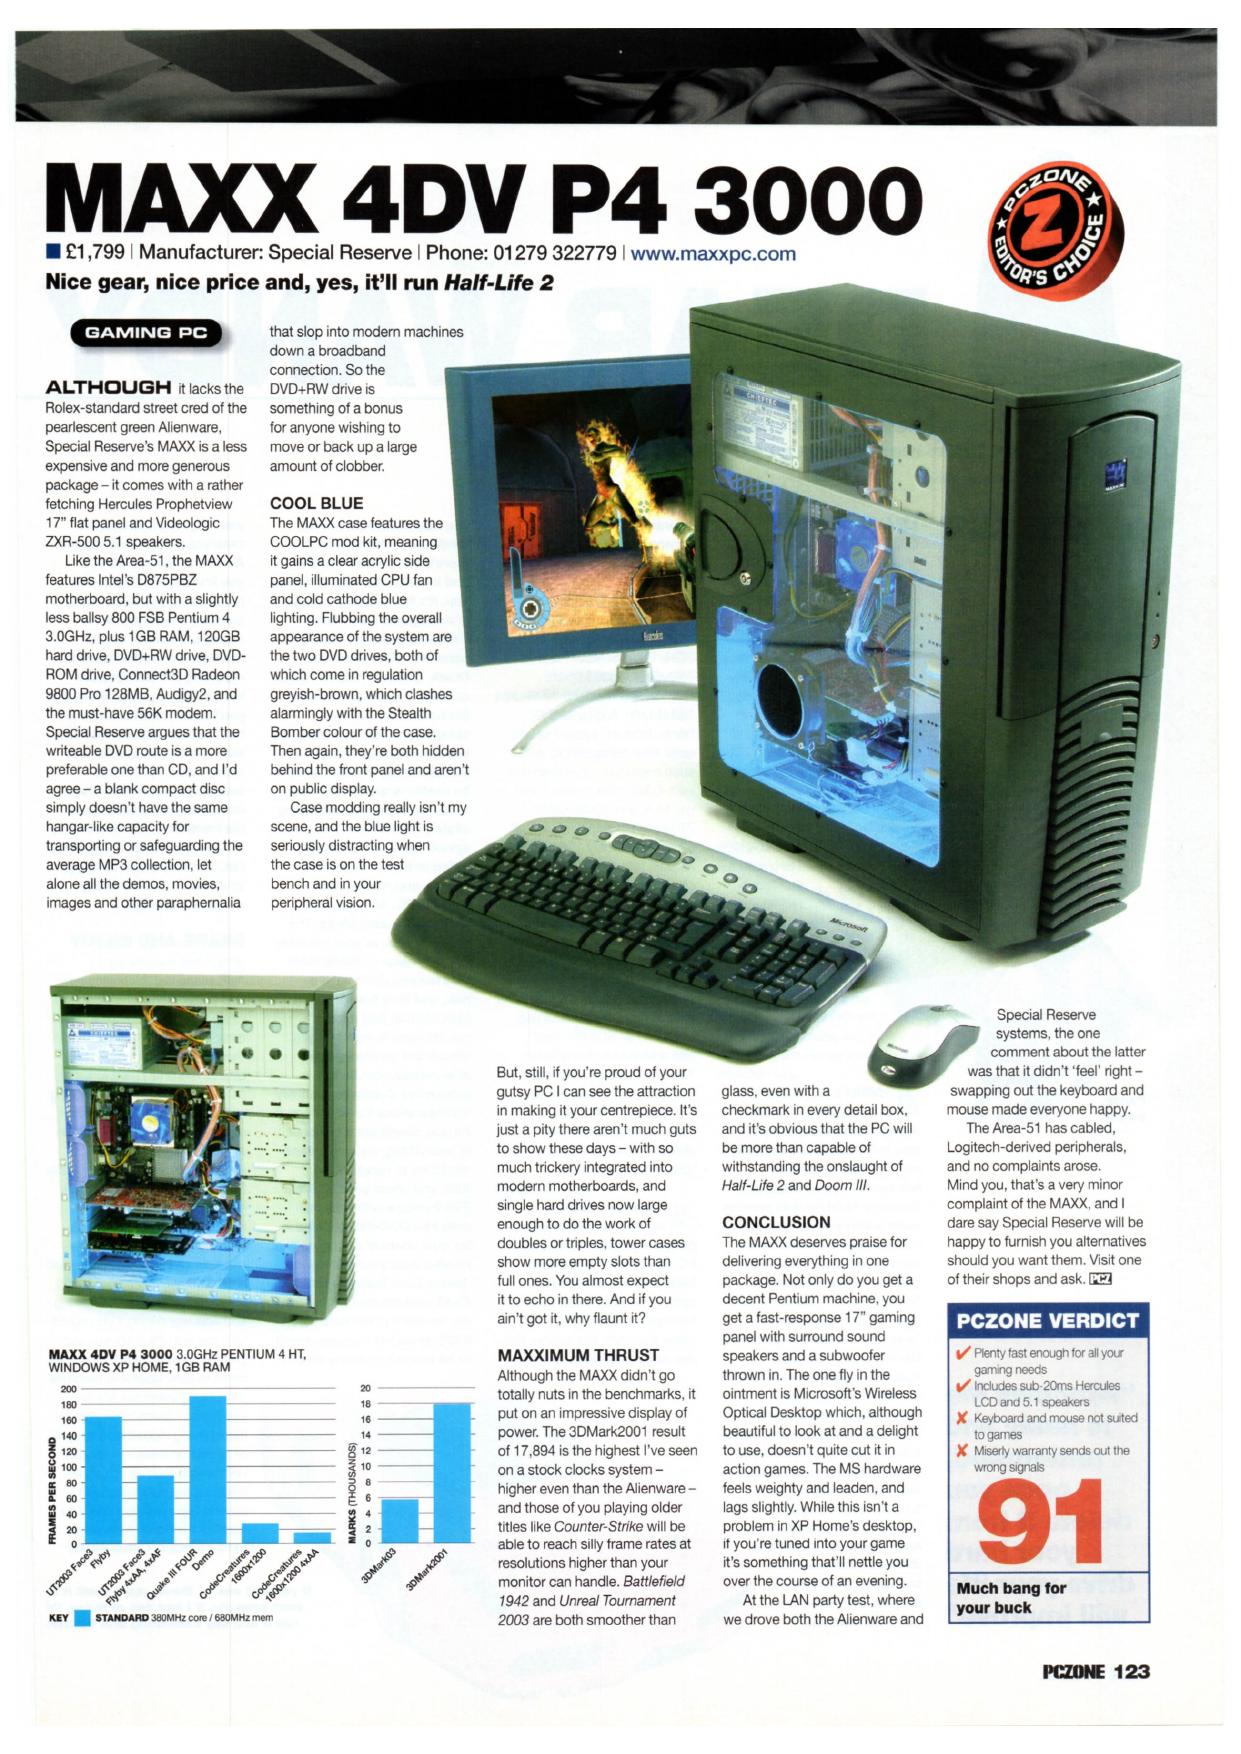 MAXX 4DV P4 3000
PCZONE
Z
EDITOR'S CHOICE
£1,799 | Manufacturer: Special Reserve | Phone: 01279 322779 | www.maxxpc.com
Nice gear, nice price and, yes, it'll run Half-Life 2
GAMING PC
ALTHOUGH it lacks the
Rolex-standard street cred of the
pearlescent green Alienware,
Special Reserve's MAXX is a less
expensive and more generous
package – it comes with a rather
fetching Hercules Prophetview
17" flat panel and Videologic
ZXR-500 5.1 speakers.
Like the Area-51, the MAXX
features Intel's D875PBZ
motherboard, but with a slightly
less ballsy 800 FSB Pentium 4
3.0GHz, plus 1GB RAM, 120GB
hard drive, DVD+RW drive, DVD-
ROM drive, Connect3D Radeon
9800 Pro 128MB, Audigy2, and
the must-have 56K modem.
Special Reserve argues that the
writeable DVD route is a more
preferable one than CD, and I'd
agree – a blank compact disc
simply doesn't have the same
hangar-like capacity for
transporting or safeguarding the
average MP3 collection, let
alone all the demos, movies,
images and other paraphernalia
that slop into modern machines
down a broadband
connection. So the
DVD+RW drive is
something of a bonus
for anyone wishing to
move or back up a large
amount of clobber.
COOL BLUE
The MAXX case features the
COOLPC mod kit, meaning
it gains a clear acrylic side
panel, illuminated CPU fan
and cold cathode blue
lighting. Flubbing the overall
appearance of the system are
the two DVD drives, both of
which come in regulation
greyish-brown, which clashes
alarmingly with the Stealth
Bomber colour of the case.
Then again, they're both hidden
behind the front panel and aren't
on public display.
Case modding really isn't my
scene, and the blue light is
seriously distracting when
the case is on the test
bench and in your
peripheral vision.
CHIEFTEC
Hercules
Microsoft
Microsoft
CHIEFTEC
But, still, if you're proud of your
gutsy PC I can see the attraction
in making it your centrepiece. It's
just a pity there aren't much guts
to show these days – with so
much trickery integrated into
modern motherboards, and
single hard drives now large
enough to do the work of
doubles or triples, tower cases
show more empty slots than
full ones. You almost expect
it to echo in there. And if you
ain't got it, why flaunt it?
MAXXIMUM THRUST
Although the MAXX didn't go
totally nuts in the benchmarks, it
put on an impressive display of
power. The 3DMark2001 result
of 17,894 is the highest I've seen
on a stock clocks system –
higher even than the Alienware –
and those of you playing older
titles like Counter-Strike will be
able to reach silly frame rates at
resolutions higher than your
monitor can handle. Battlefield
1942 and Unreal Tournament
2003 are both smoother than
glass, even with a
checkmark in every detail box,
and it's obvious that the PC will
be more than capable of
withstanding the onslaught of
Half-Life 2 and Doom III.
CONCLUSION
The MAXX deserves praise for
delivering everything in one
package. Not only do you get a
decent Pentium machine, you
get a fast-response 17" gaming
panel with surround sound
speakers and a subwoofer
thrown in. The one fly in the
ointment is Microsoft's Wireless
Optical Desktop which, although
beautiful to look at and a delight
to use, doesn't quite cut it in
action games. The MS hardware
feels weighty and leaden, and
lags slightly. While this isn't a
problem in XP Home's desktop,
if you're tuned into your game
it's something that'll nettle you
over the course of an evening.
At the LAN party test, where
we drove both the Alienware and
Special Reserve
systems, the one
comment about the latter
was that it didn't 'feel' right –
swapping out the keyboard and
mouse made everyone happy.
The Area-51 has cabled,
Logitech-derived peripherals,
and no complaints arose.
Mind you, that's a very minor
complaint of the MAXX, and I
dare say Special Reserve will be
happy to furnish you alternatives
should you want them. Visit one
of their shops and ask. PCZ
MAXX 4DV P4 3000 3.0GHz PENTIUM 4 HT,
WINDOWS XP HOME, 1GB RAM
FRAMES PER SECOND
200
180
160
140
120
100
80
60
40
20
0
UT2003 Face3 Flyby
UT2003 Face3 Flyby 4xAA, 4xAF
Quake III FOUR Demo
CodeCreatures 1600x1200
CodeCreatures 1600x1200 4xAA
MARKS (THOUSANDS)
20
18
16
14
12
10
8
6
4
2
0
3DMark03
3DMark2001
KEY STANDARD 380MHz core / 680MHz mem
PCZONE VERDICT
✓ Plenty fast enough for all your
gaming needs
✓ Includes sub-20ms Hercules
LCD and 5.1 speakers
✗ Keyboard and mouse not suited
to games
✗ Miserly warranty sends out the
wrong signals
91
Much bang for
your buck
PCZONE 123